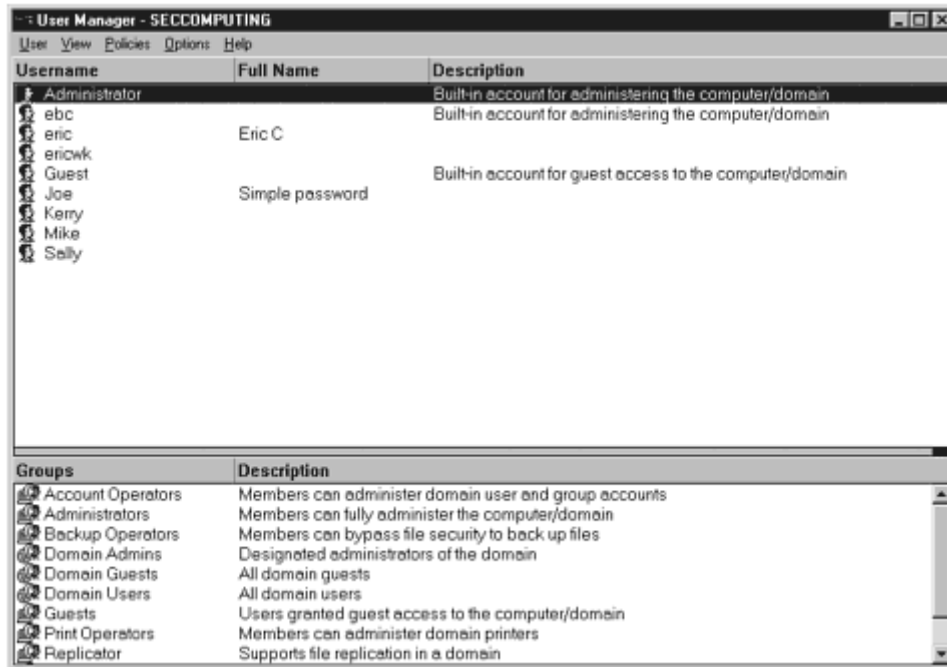 User Manager - SECCOMPUTING
User View Policies Options Help
Username Full Name Description
Administrator Built-in account for administering the computer/domain
ebc Built-in account for administering the computer/domain
eric Eric C
ericwk
Guest Built-in account for guest access to the computer/domain
Joe Simple password
Kerry
Mike
Sally
Groups Description
Account Operators Members can administer domain user and group accounts
Administrators Members can fully administer the computer/domain
Backup Operators Members can bypass file security to back up files
Domain Admins Designated administrators of the domain
Domain Guests All domain guests
Domain Users All domain users
Guests Users granted guest access to the computer/domain
Print Operators Members can administer domain printers
Replicator Supports file replication in a domain